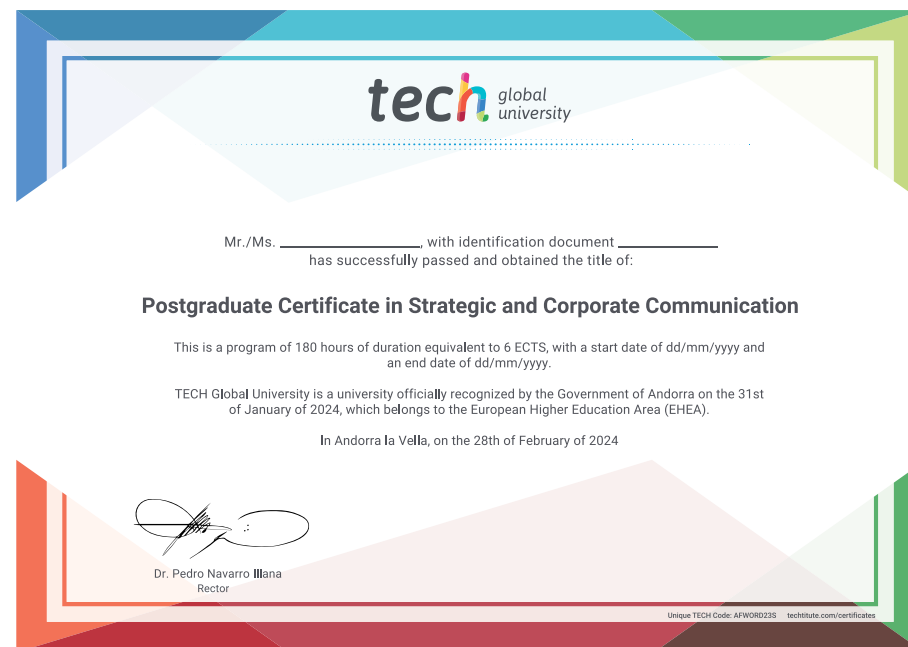 tech global
university
Mr./Ms. ____________, with identification document ____________
has successfully passed and obtained the title of:
Postgraduate Certificate in Strategic and Corporate Communication
This is a program of 180 hours of duration equivalent to 6 ECTS, with a start date of dd/mm/yyyy and
an end date of dd/mm/yyyy.
TECH Global University is a university officially recognized by the Government of Andorra on the 31st
of January of 2024, which belongs to the European Higher Education Area (EHEA).
In Andorra la Vella, on the 28th of February of 2024
Dr. Pedro Navarro Illana
Rector
Unique TECH Code: AFWORD23S techtitute.com/certificates